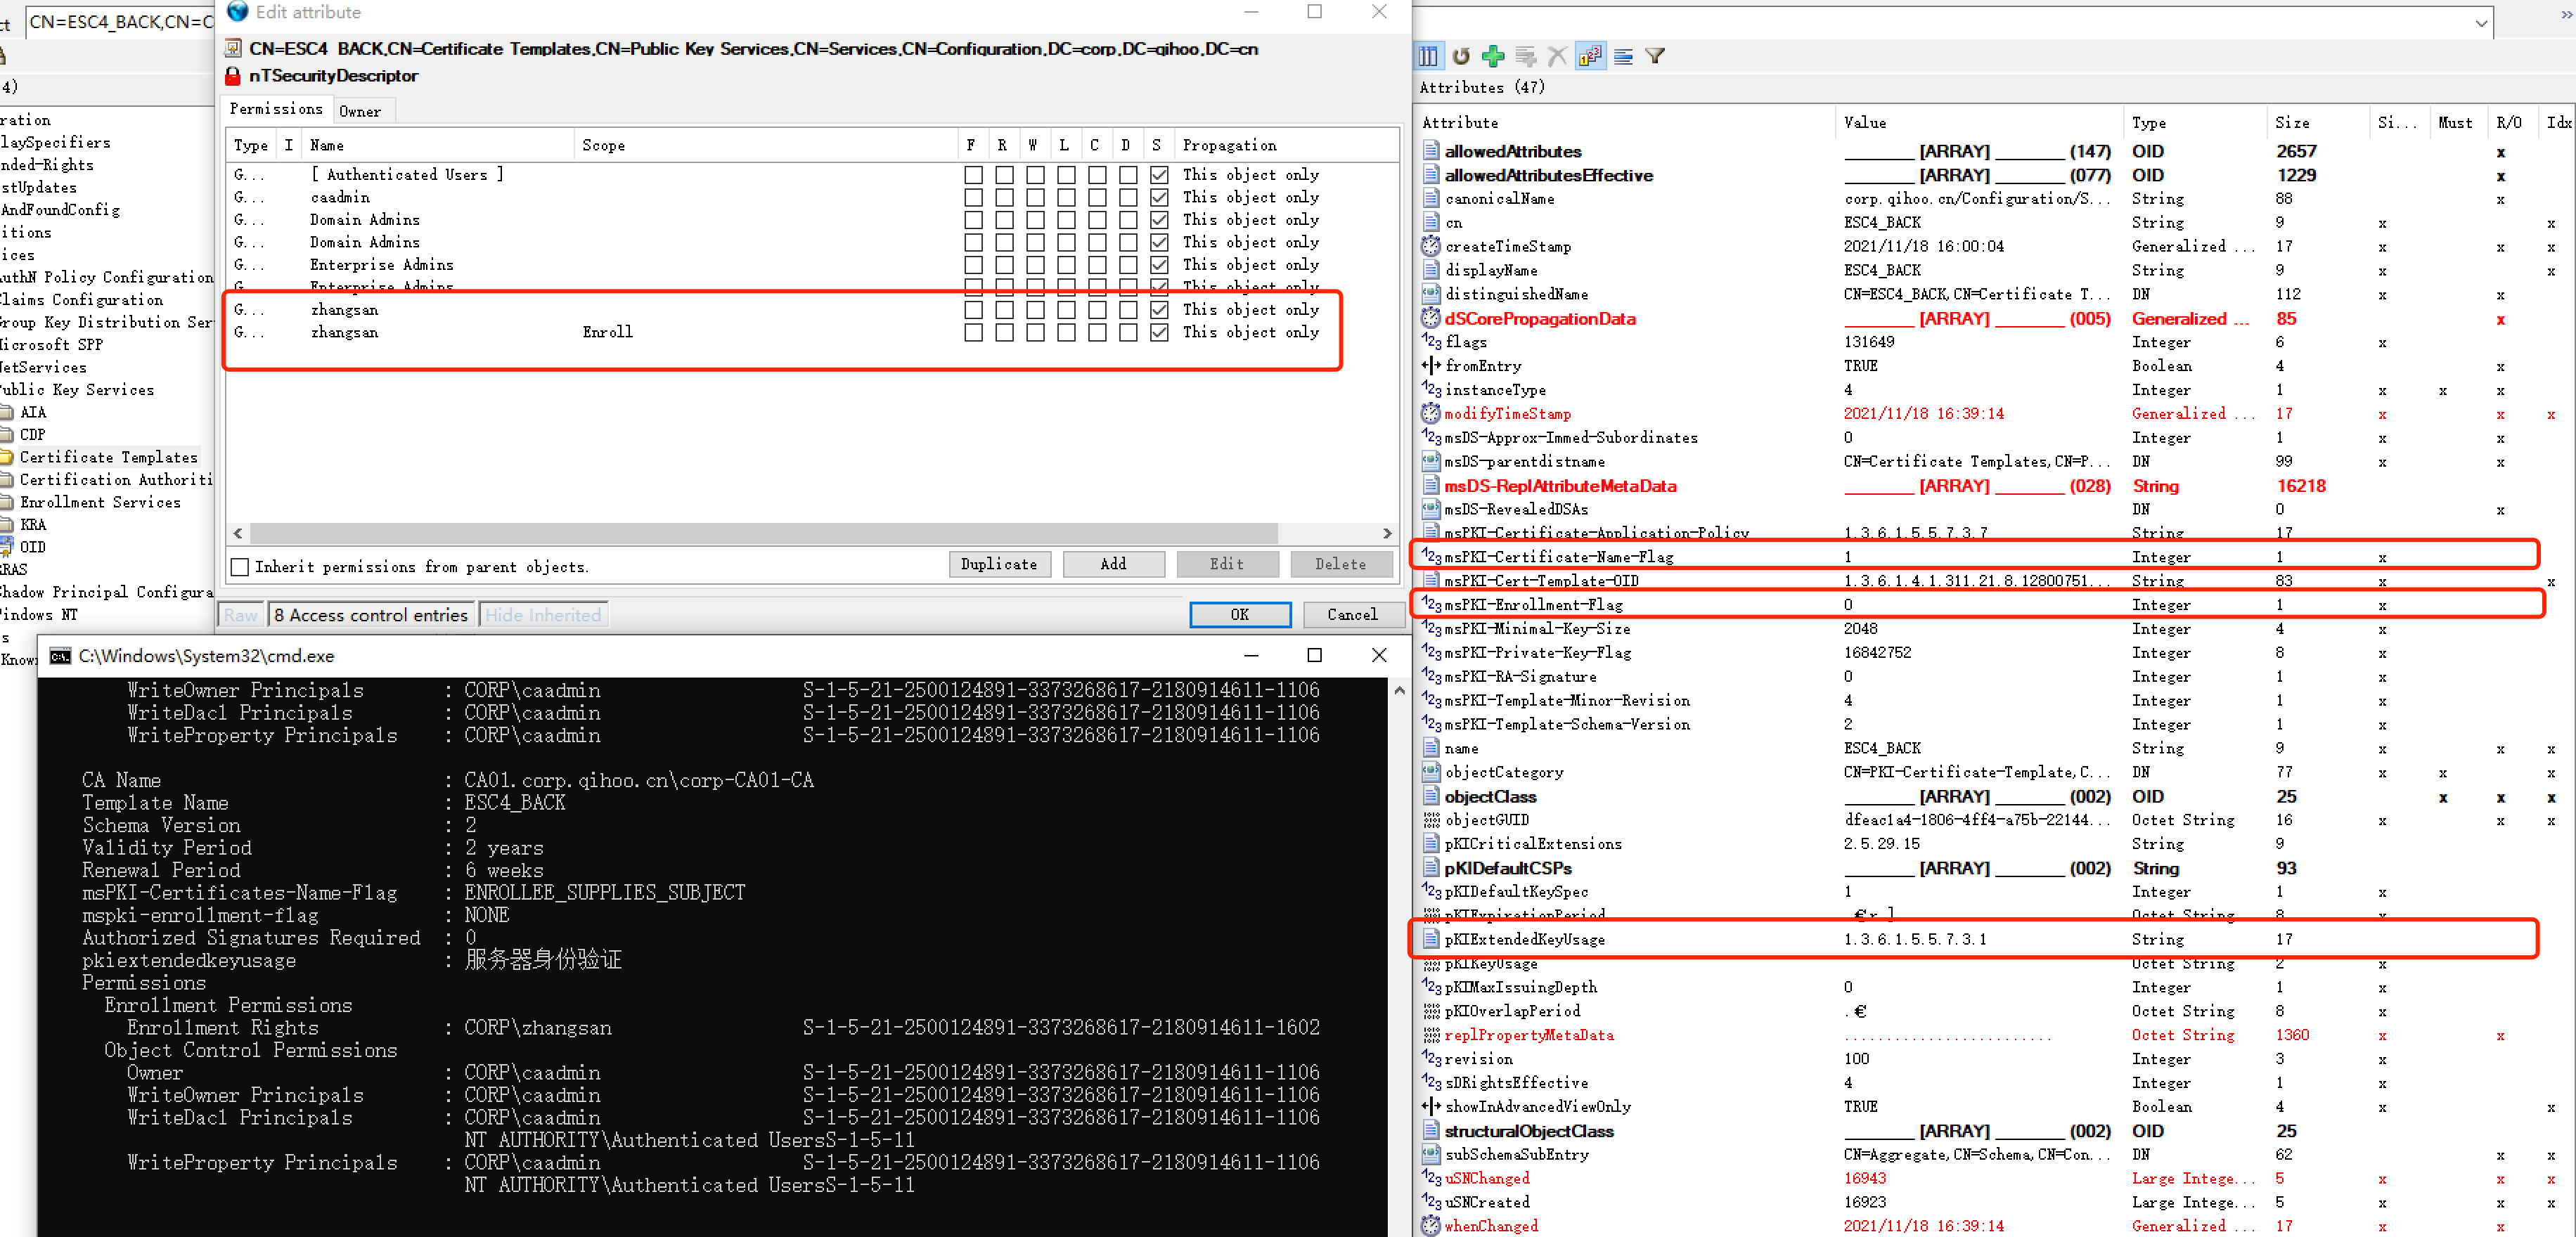 ct CN=ESC4_BACK,CN=C
Edit attribute
CN=ESC4_BACK,CN=Certificate Templates,CN=Public Key Services,CN=Services,CN=Configuration,DC=corp,DC=qihoo,DC=cn
nTSecurityDescriptor
Permissions Owner
Type I Name Scope F R W L C D S Propagation
G... [ Authenticated Users ] This object only
G... caadmin This object only
G... Domain Admins This object only
G... Domain Admins This object only
G... Enterprise Admins This object only
G... Enterprise Admins This object only
G... zhangsan This object only
G... zhangsan Enroll This object only
Inherit permissions from parent objects.
Duplicate Add Edit Delete
Raw 8 Access control entries Hide Inherited
OK Cancel
4)
ration
laySpecifiers
nded-Rights
stUpdates
AndFoundConfig
itions
ices
uthN Policy Configuration
Claims Configuration
Group Key Distribution Ser
Microsoft SPP
NetServices
Public Key Services
AIA
CDP
Certificate Templates
Certification Authoriti
Enrollment Services
KRA
OID
RRAS
Shadow Principal Configura
Windows NT
s
Know
C:\Windows\System32\cmd.exe
WriteOwner Principals : CORP\caadmin S-1-5-21-2500124891-3373268617-2180914611-1106
WriteDacl Principals : CORP\caadmin S-1-5-21-2500124891-3373268617-2180914611-1106
WriteProperty Principals : CORP\caadmin S-1-5-21-2500124891-3373268617-2180914611-1106
CA Name : CA01.corp.qihoo.cn\corp-CA01-CA
Template Name : ESC4_BACK
Schema Version : 2
Validity Period : 2 years
Renewal Period : 6 weeks
msPKI-Certificates-Name-Flag : ENROLLEE_SUPPLIES_SUBJECT
mspki-enrollment-flag : NONE
Authorized Signatures Required : 0
pkiextendedkeyusage : 服务器身份验证
Permissions
Enrollment Permissions
Enrollment Rights : CORP\zhangsan S-1-5-21-2500124891-3373268617-2180914611-1602
Object Control Permissions
Owner : CORP\caadmin S-1-5-21-2500124891-3373268617-2180914611-1106
WriteOwner Principals : CORP\caadmin S-1-5-21-2500124891-3373268617-2180914611-1106
WriteDacl Principals : CORP\caadmin S-1-5-21-2500124891-3373268617-2180914611-1106
NT AUTHORITY\Authenticated UsersS-1-5-11
WriteProperty Principals : CORP\caadmin S-1-5-21-2500124891-3373268617-2180914611-1106
NT AUTHORITY\Authenticated UsersS-1-5-11
Attributes (47)
Attribute Value Type Size Si... Must R/O Idx
allowedAttributes [ARRAY] (147) OID 2657 x
allowedAttributesEffective [ARRAY] (077) OID 1229 x
canonicalName corp.qihoo.cn/Configuration/S... String 88 x
cn ESC4_BACK String 9 x x
createTimeStamp 2021/11/18 16:00:04 Generalized ... 17 x x x
displayName ESC4_BACK String 9 x x
distinguishedName CN=ESC4_BACK,CN=Certificate T... DN 112 x x
dSCorePropagationData [ARRAY] (005) Generalized ... 85 x
flags 131649 Integer 6 x
fromEntry TRUE Boolean 4 x
instanceType 4 Integer 1 x x x
modifyTimeStamp 2021/11/18 16:39:14 Generalized ... 17 x x x
msDS-Approx-Immed-Subordinates 0 Integer 1 x x
msDS-parentdistname CN=Certificate Templates,CN=P... DN 99 x x
msDS-ReplAttributeMetaData [ARRAY] (028) String 16218
msDS-RevealedDSAs DN 0 x
msPKI-Certificate-Application-Policy 1.3.6.1.5.5.7.3.7 String 17
msPKI-Certificate-Name-Flag 1 Integer 1 x
msPKI-Cert-Template-OID 1.3.6.1.4.1.311.21.8.12800751... String 83 x x
msPKI-Enrollment-Flag 0 Integer 1 x
msPKI-Minimal-Key-Size 2048 Integer 4 x
msPKI-Private-Key-Flag 16842752 Integer 8 x
msPKI-RA-Signature 0 Integer 1 x
msPKI-Template-Minor-Revision 4 Integer 1 x
msPKI-Template-Schema-Version 2 Integer 1 x
name ESC4_BACK String 9 x x x
objectCategory CN=PKI-Certificate-Template,C... DN 77 x x x
objectClass [ARRAY] (002) OID 25 x x x
objectGUID dfeac1a4-1806-4ff4-a75b-22144... Octet String 16 x x x
pKICriticalExtensions 2.5.29.15 String 9
pKIDefaultCSPs [ARRAY] (002) String 93
pKIDefaultKeySpec 1 Integer 1 x
pKIExpirationPeriod Octet String 8 x
pKIExtendedKeyUsage 1.3.6.1.5.5.7.3.1 String 17
pKIKeyUsage Octet String 2 x
pKIMaxIssuingDepth 0 Integer 1 x
pKIOverlapPeriod .€ Octet String 8 x
replPropertyMetaData ......................... Octet String 1360 x x
revision 100 Integer 3 x
sDRightsEffective 4 Integer 1 x
showInAdvancedViewOnly TRUE Boolean 4 x x
structuralObjectClass [ARRAY] (002) OID 25
subSchemaSubEntry CN=Aggregate,CN=Schema,CN=Con... DN 62 x x
uSNChanged 16943 Large Intege... 5 x x x
uSNCreated 16923 Large Intege... 5 x x x
whenChanged 2021/11/18 16:39:14 Generalized ... 17 x x